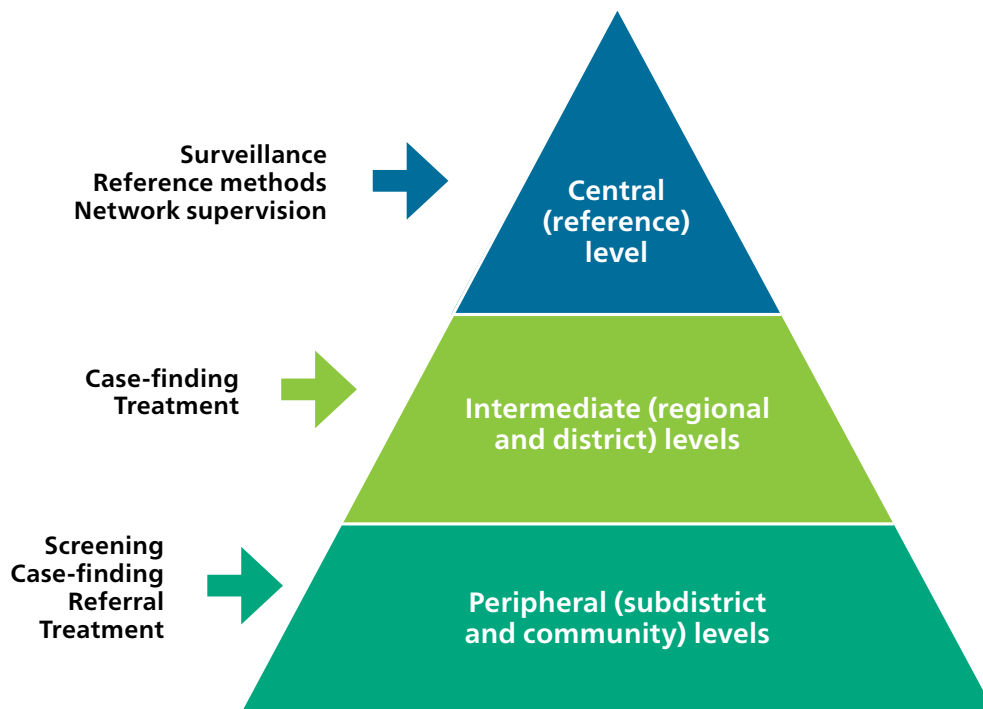 Surveillance
Reference methods
Network supervision
Central
(reference)
level
Case-finding
Treatment
Intermediate (regional
and district) levels
Screening
Case-finding
Referral
Treatment
Peripheral (subdistrict
and community) levels